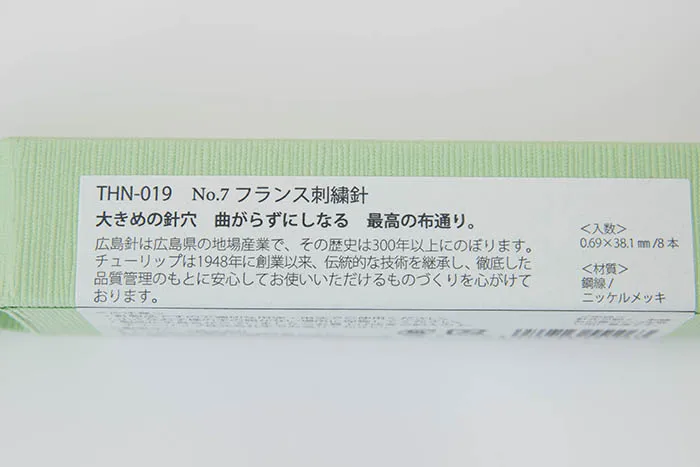 THN-019 No.7 フランス刺繍針
大きめの針穴 曲がらずにしなる 最高の布通り。
広島針は広島県の地場産業で、その歴史は300年以上にのぼります。
チューリップは1948年に創業以来、伝統的な技術を継承し、徹底した
品質管理のもとに安心してお使いいただけるものづくりを心がけて
おります。
<入数>
0.69×38.1㎜/8本
<材質>
鋼線/
ニッケルメッキ